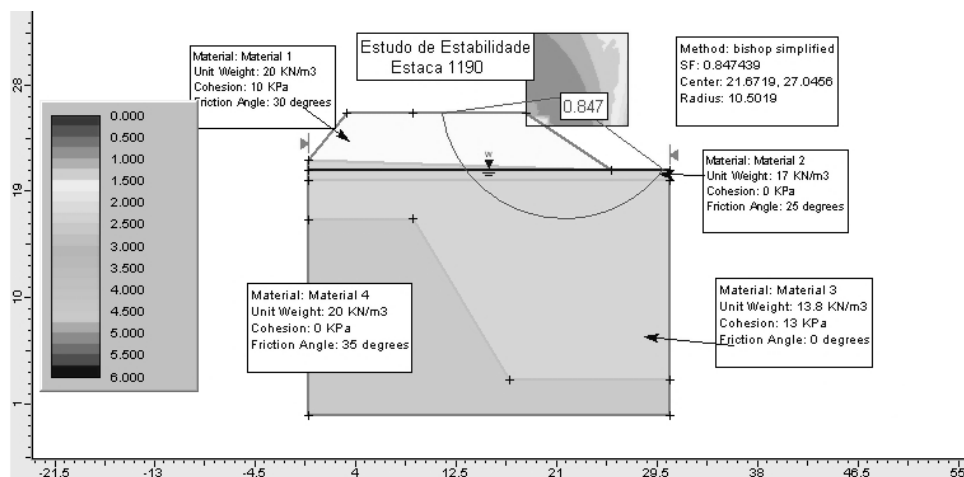 Material: Material 1
Unit Weight: 20 KN/m3
Cohesion: 10 KPa
Friction Angle: 30 degrees
Estudo de Estabilidade
Estaca 1190
Method: bishop simplified
SF: 0.847439
Center: 21.6719, 27.0456
Radius: 10.5019
0.847
0.000
0.500
1.000
1.500
2.000
2.500
3.000
3.500
4.000
4.500
5.000
5.500
6.000
W
Material: Material 2
Unit Weight: 17 KN/m3
Cohesion: 0 KPa
Friction Angle: 25 degrees
Material: Material 4
Unit Weight: 20 KN/m3
Cohesion: 0 KPa
Friction Angle: 35 degrees
Material: Material 3
Unit Weight: 13.8 KN/m3
Cohesion: 13 KPa
Friction Angle: 0 degrees
28
19
10
1
-21.5 -13 -4.5 4 12.5 21 29.5 38 46.5 55